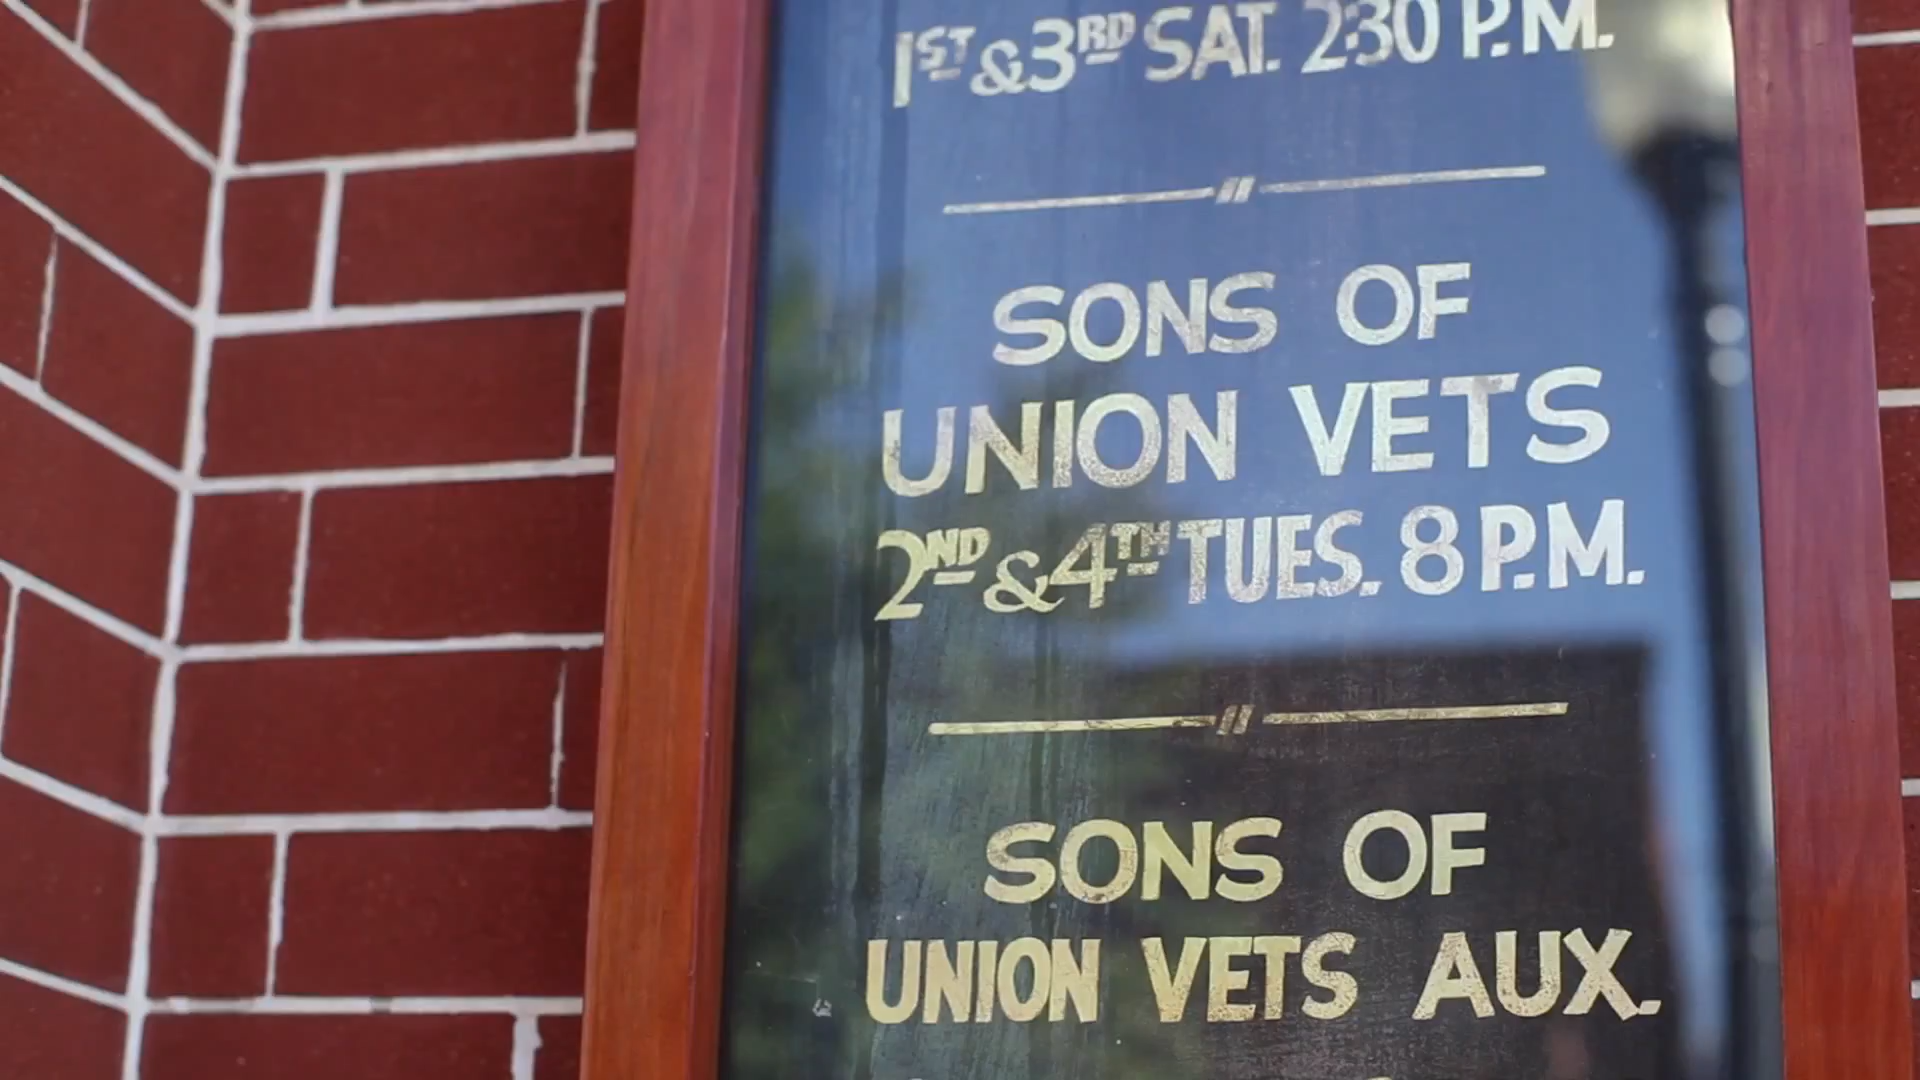 1ST & 3RD SAT. 2:30 P.M.
SONS OF
UNION VETS
2ND & 4TH TUES. 8 P.M.
SONS OF
UNION VETS AUX.